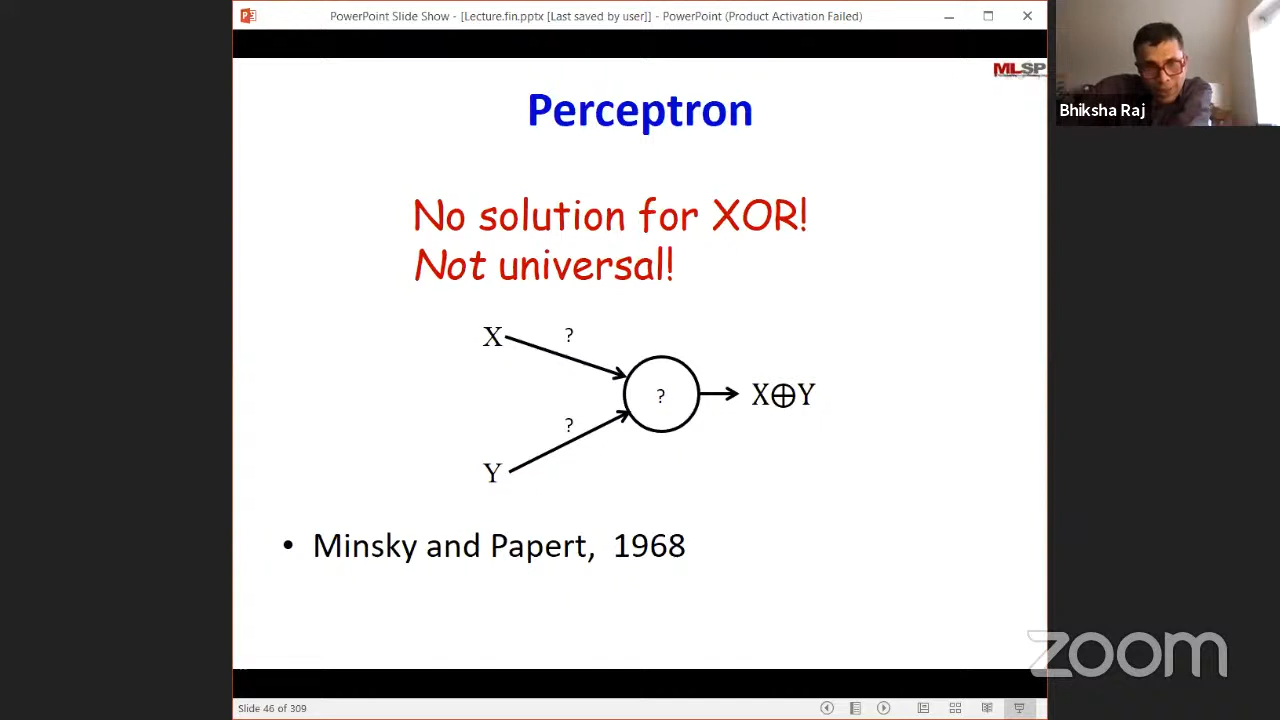 PowerPoint Slide Show - [Lecture.fin.pptx [Last saved by user]] - PowerPoint (Product Activation Failed)
MLSP
Bhiksha Raj
Perceptron
No solution for XOR!
Not universal!
X
?
?
X⊕Y
?
Y
• Minsky and Papert, 1968
zoom
Slide 46 of 309